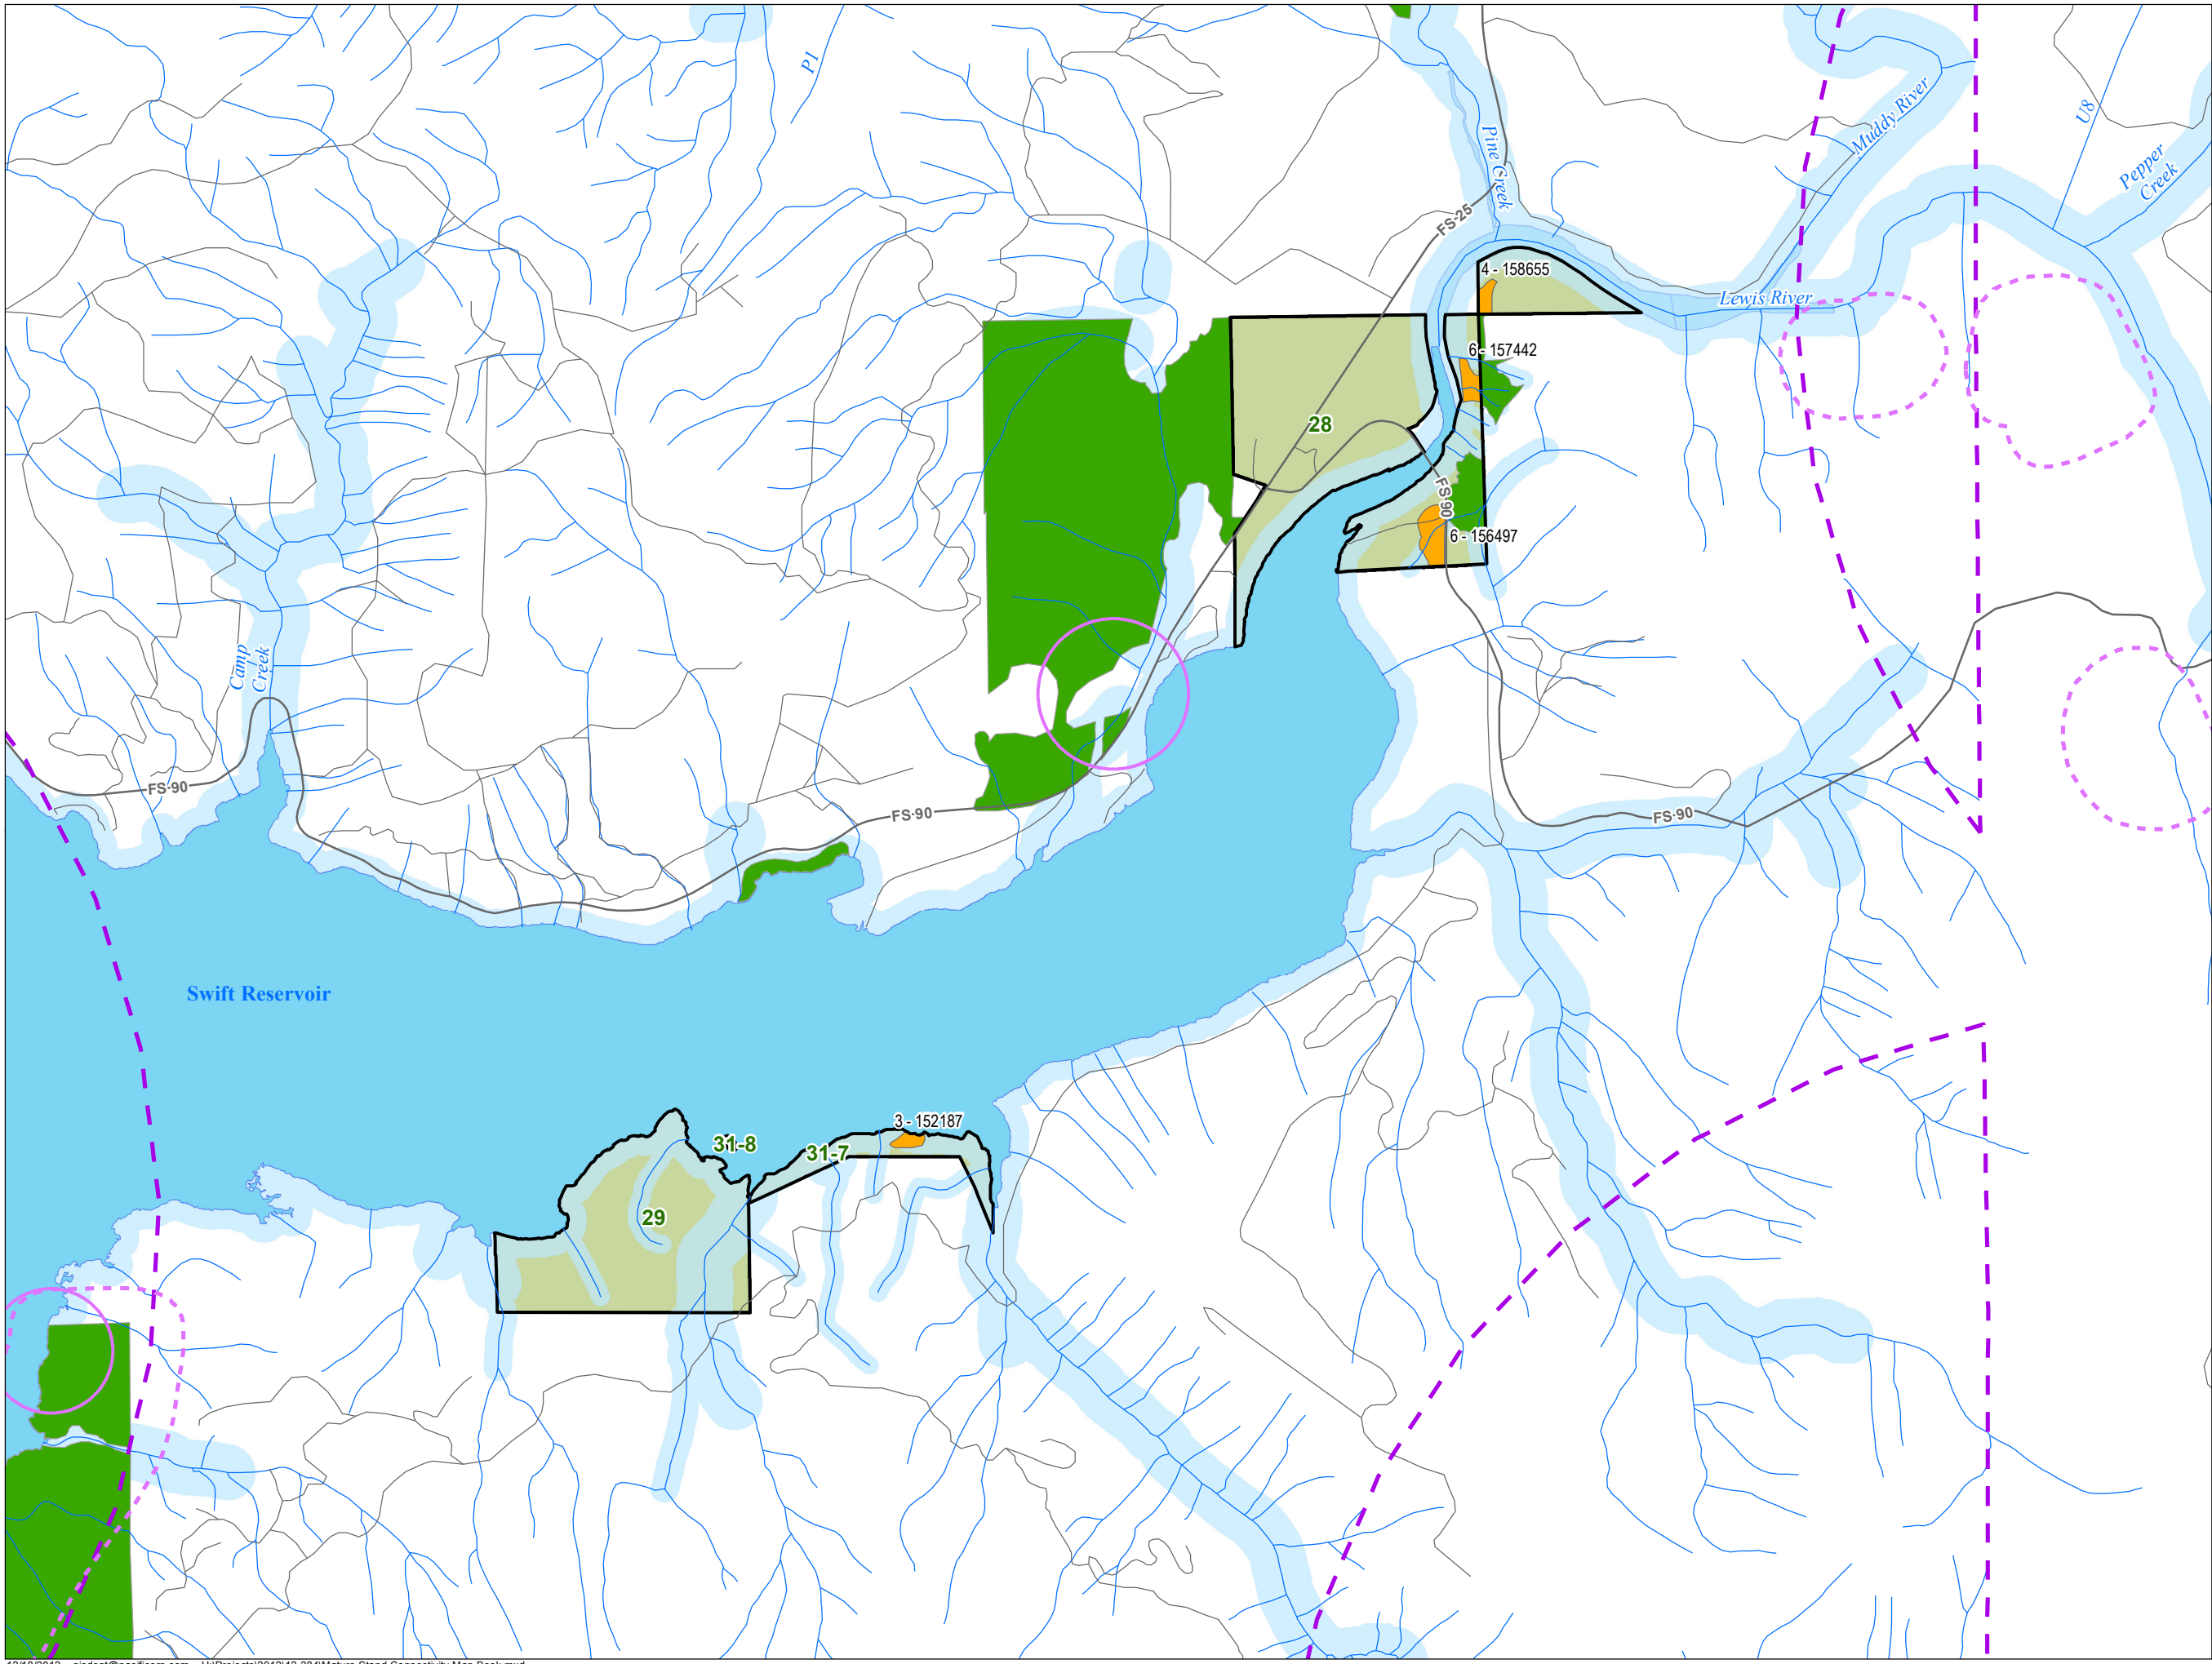 P1
U8
Muddy River
Pepper
Creek
Pine Creek
FS-25
4 - 158655
Lewis River
6 - 157442
28
FS-90
6 - 156497
Camp
Creek
FS-90
FS-90
FS-90
Swift Reservoir
3 - 152187
31-8
31-7
29